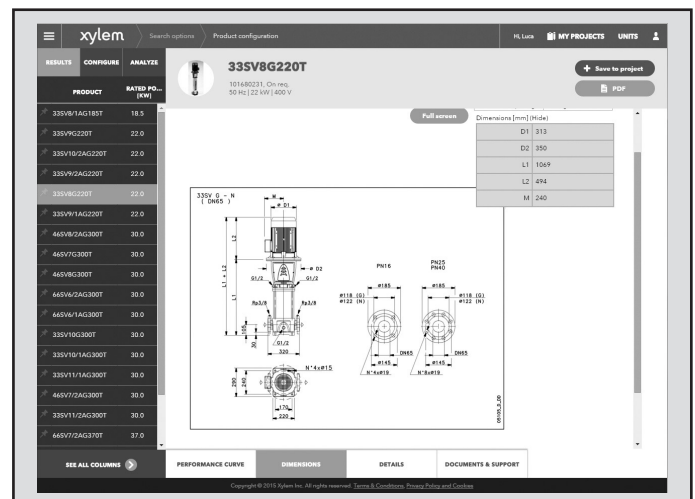 xylem
Search options
Product configuration
Hi, Luca
MY PROJECTS
UNITS
RESULTS
CONFIGURE
ANALYZE
33SV8G220T
101680231, On req,
50 Hz | 22 kW | 400 V
+ Save to project
PDF
PRODUCT
RATED PO...
[KW]
33SV8/1AG185T 18.5
33SV9G220T 22.0
33SV10/2AG220T 22.0
33SV9/2AG220T 22.0
33SV8G220T 22.0
33SV9/1AG220T 22.0
46SV8/2AG300T 30.0
46SV7G300T 30.0
46SV8G300T 30.0
66SV6/2AG300T 30.0
66SV6/1AG300T 30.0
33SV10G300T 30.0
33SV10/1AG300T 30.0
33SV11/1AG300T 30.0
46SV7/2AG300T 30.0
33SV11/2AG300T 30.0
66SV7/2AG370T 37.0
SEE ALL COLUMNS
Full screen
Dimensions [mm] (Hide)
D1 313
D2 350
L1 1069
L2 494
M 240
33SV G - N
( DN65 )
M
ø D1
L2
L1 + L2
L1
ø D2
G1/2
G1/2
Rp3/8
Rp3/8
105
30
G1/2
320
N°4xø15
290
240
170
220
PN16
ø185
ø118 (G)
ø122 (N)
DN65
ø145
N°4xø19
PN25
PN40
ø185
ø118 (G)
ø122 (N)
DN65
ø145
N°8xø19
05105_D_DD
PERFORMANCE CURVE
DIMENSIONS
DETAILS
DOCUMENTS & SUPPORT
Copyright © 2015 Xylem Inc. All rights reserved. Terms & Conditions, Privacy Policy and Cookies